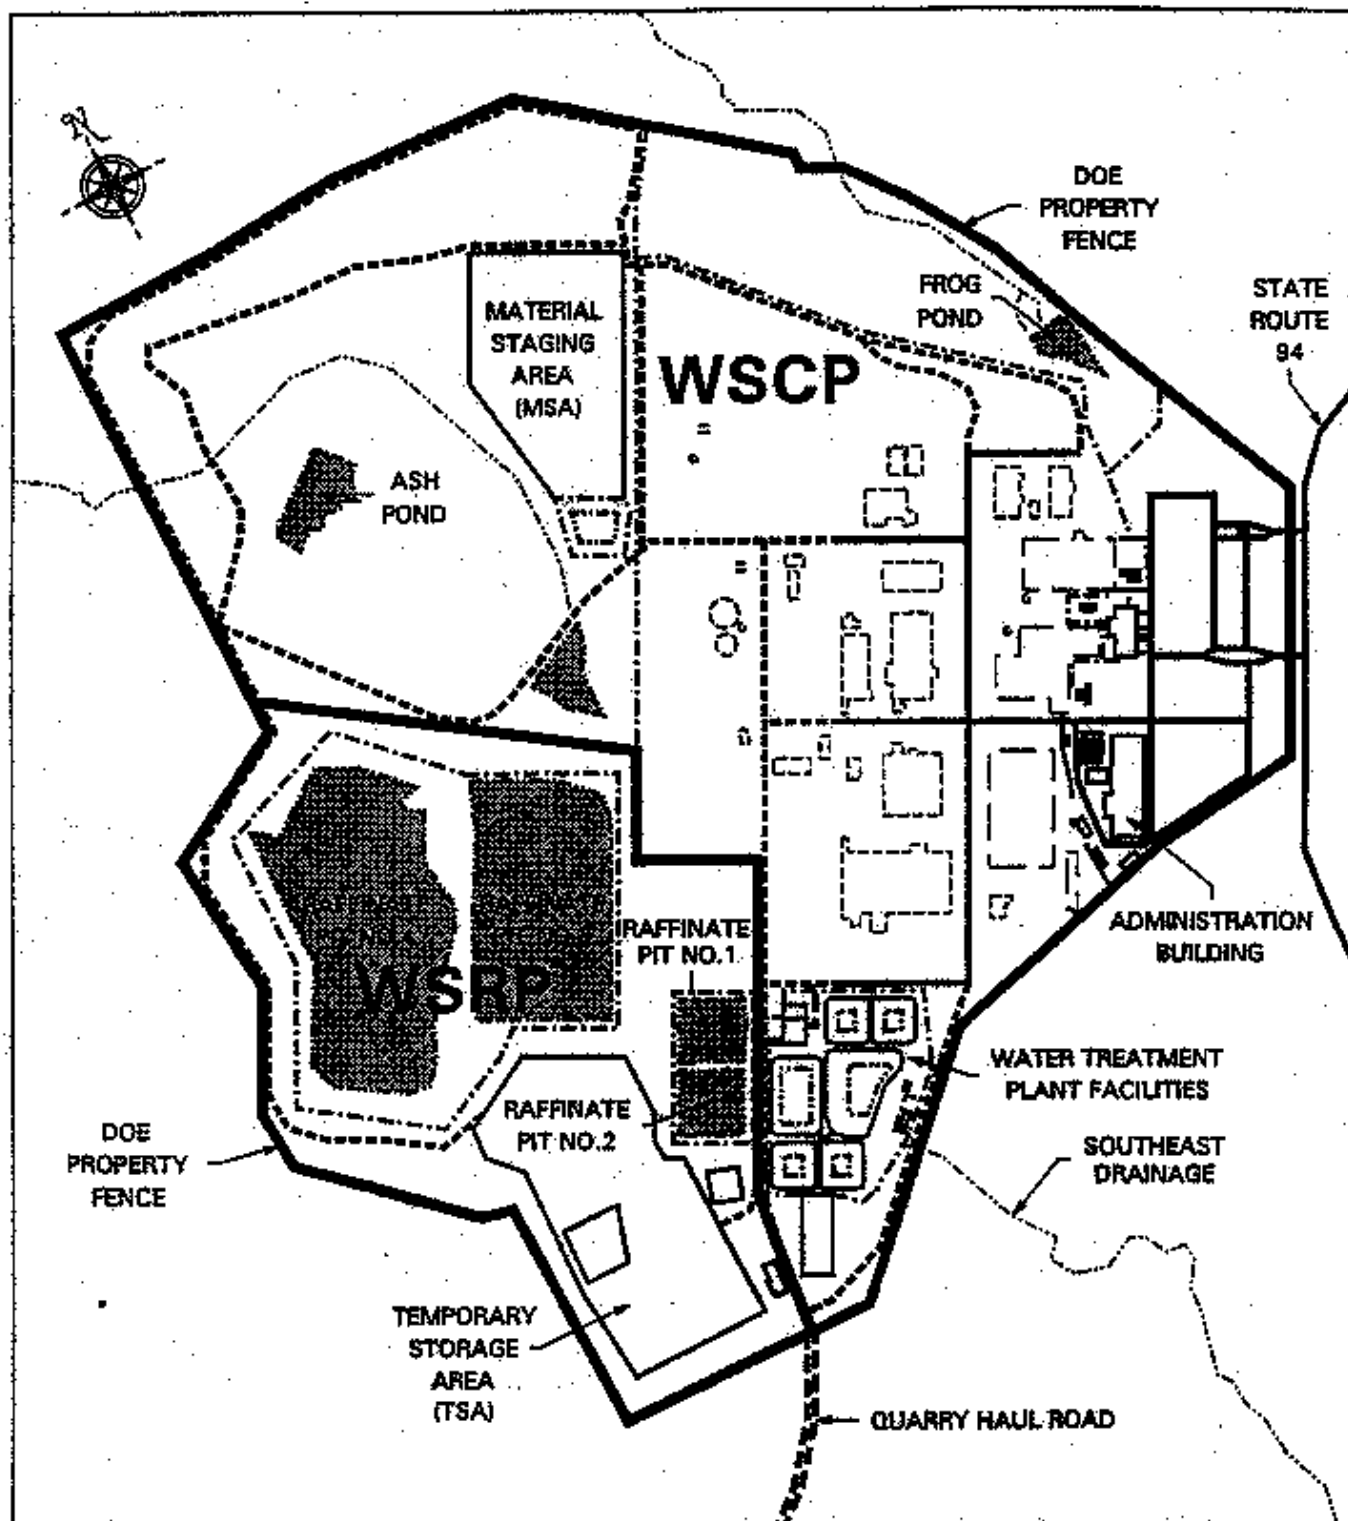 N
DOE
PROPERTY
FENCE
FROG
POND
STATE
ROUTE
94
MATERIAL
STAGING
AREA
(MSA)
WSCP
ASH
POND
RAFFINATE
PIT NO.1
ADMINISTRATION
BUILDING
WSRP
WATER TREATMENT
PLANT FACILITIES
RAFFINATE
PIT NO.2
DOE
PROPERTY
FENCE
SOUTHEAST
DRAINAGE
TEMPORARY
STORAGE
AREA
(TSA)
QUARRY HAUL ROAD